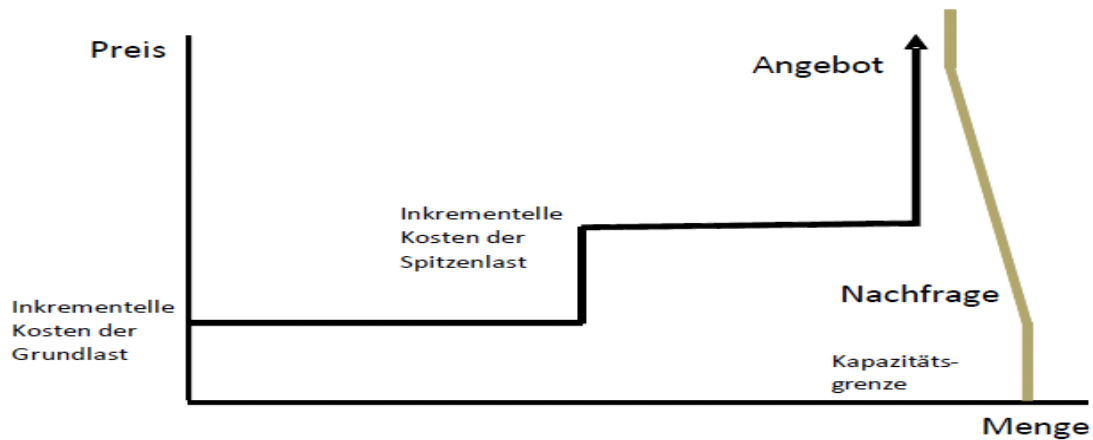 Preis
Angebot
Inkrementelle
Kosten der
Spitzenlast
Inkrementelle
Kosten der
Grundlast
Nachfrage
Kapazitäts-
grenze
Menge